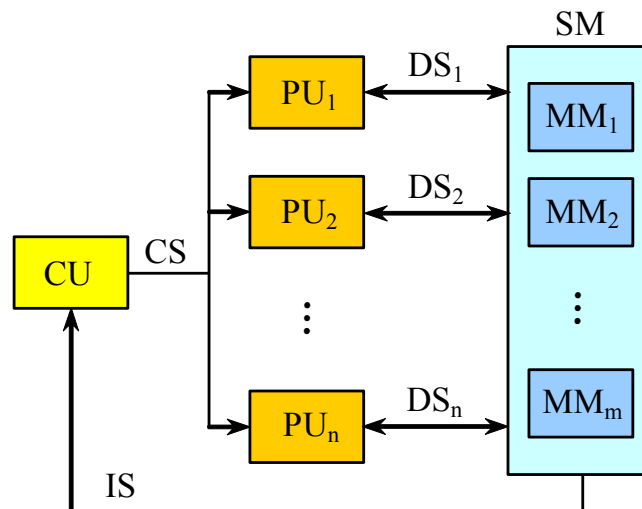 SM
PU₁
DS₁
MM₁
PU₂
DS₂
MM₂
CU
CS
⋮
⋮
PUₙ
DSₙ
MMₘ
IS